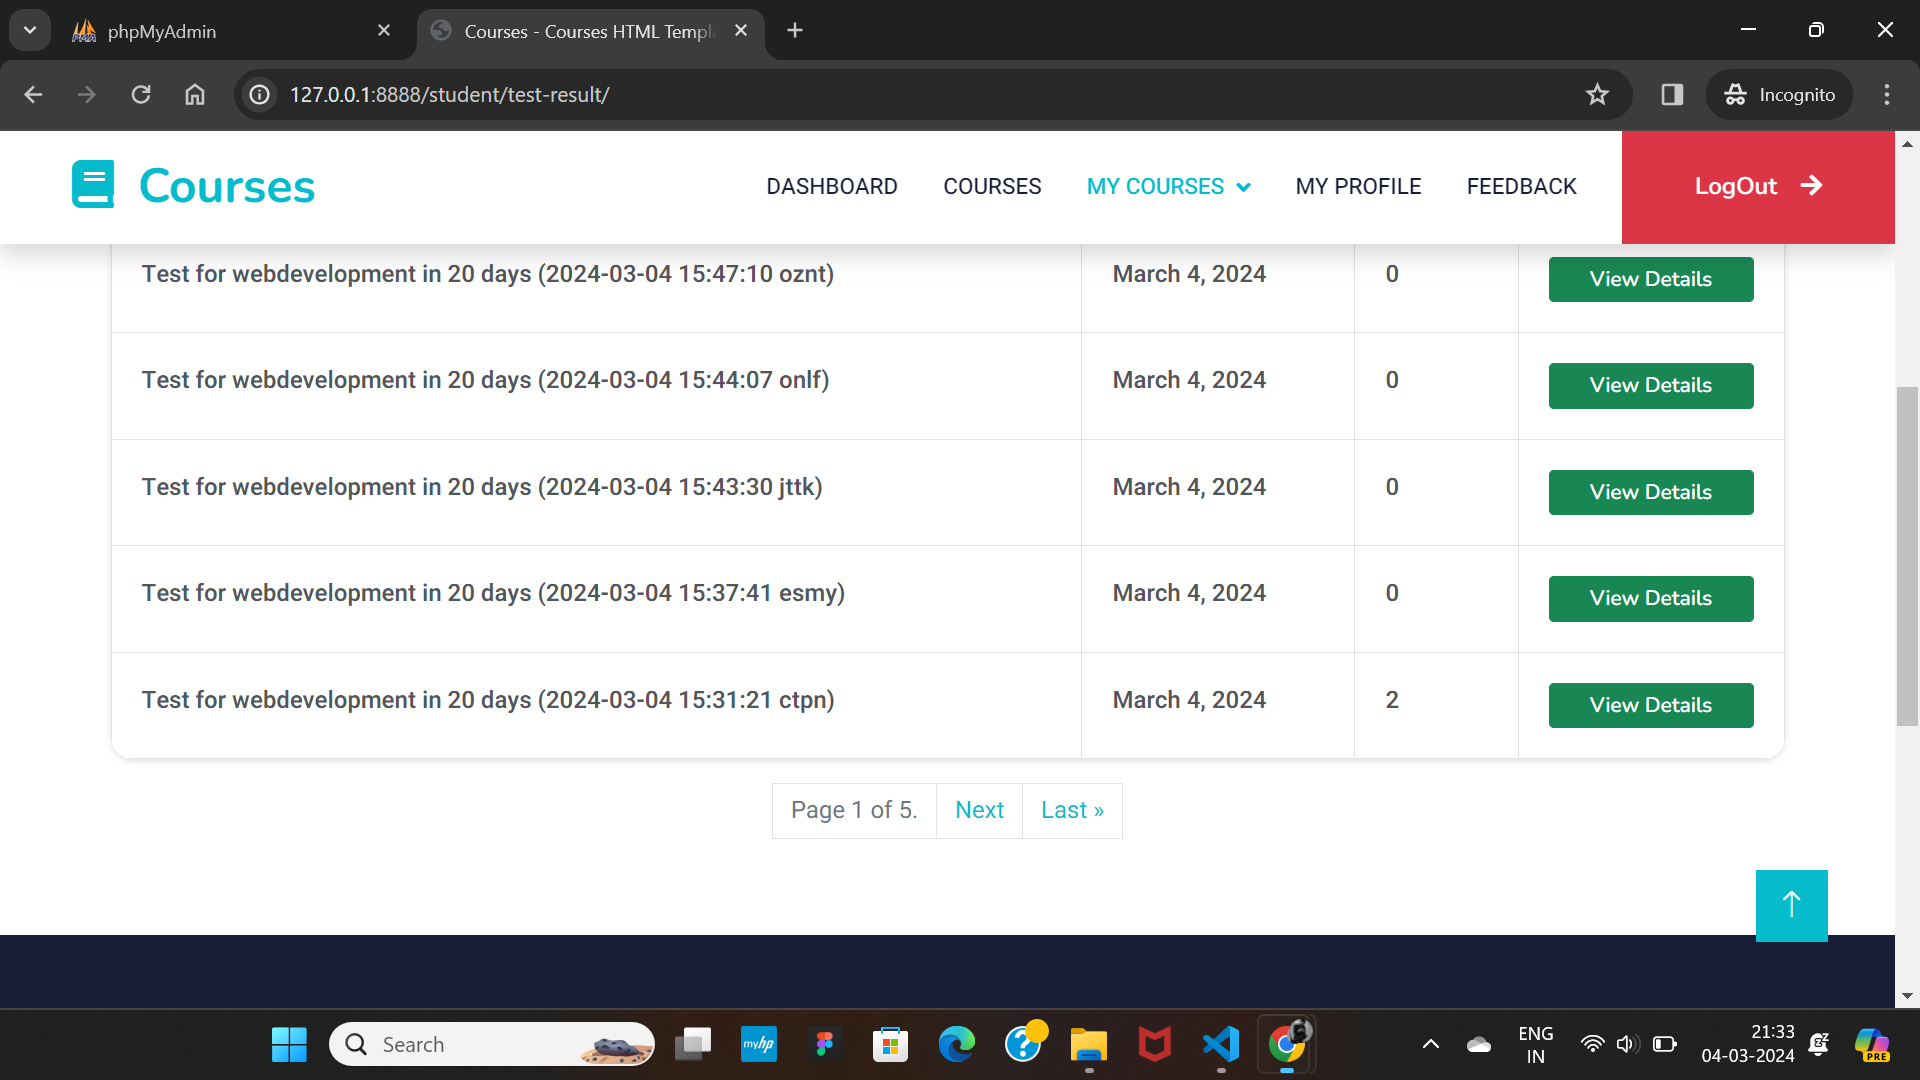 phpMyAdmin
Courses - Courses HTML Templa
127.0.0.1:8888/student/test-result/
Incognito
Courses
DASHBOARD COURSES MY COURSES MY PROFILE FEEDBACK LogOut
Test for webdevelopment in 20 days (2024-03-04 15:47:10 oznt) March 4, 2024 0 View Details
Test for webdevelopment in 20 days (2024-03-04 15:44:07 onlf) March 4, 2024 0 View Details
Test for webdevelopment in 20 days (2024-03-04 15:43:30 jttk) March 4, 2024 0 View Details
Test for webdevelopment in 20 days (2024-03-04 15:37:41 esmy) March 4, 2024 0 View Details
Test for webdevelopment in 20 days (2024-03-04 15:31:21 ctpn) March 4, 2024 2 View Details
Page 1 of 5. Next Last »
Search
myhp
ENG
IN
21:33
04-03-2024
PRE